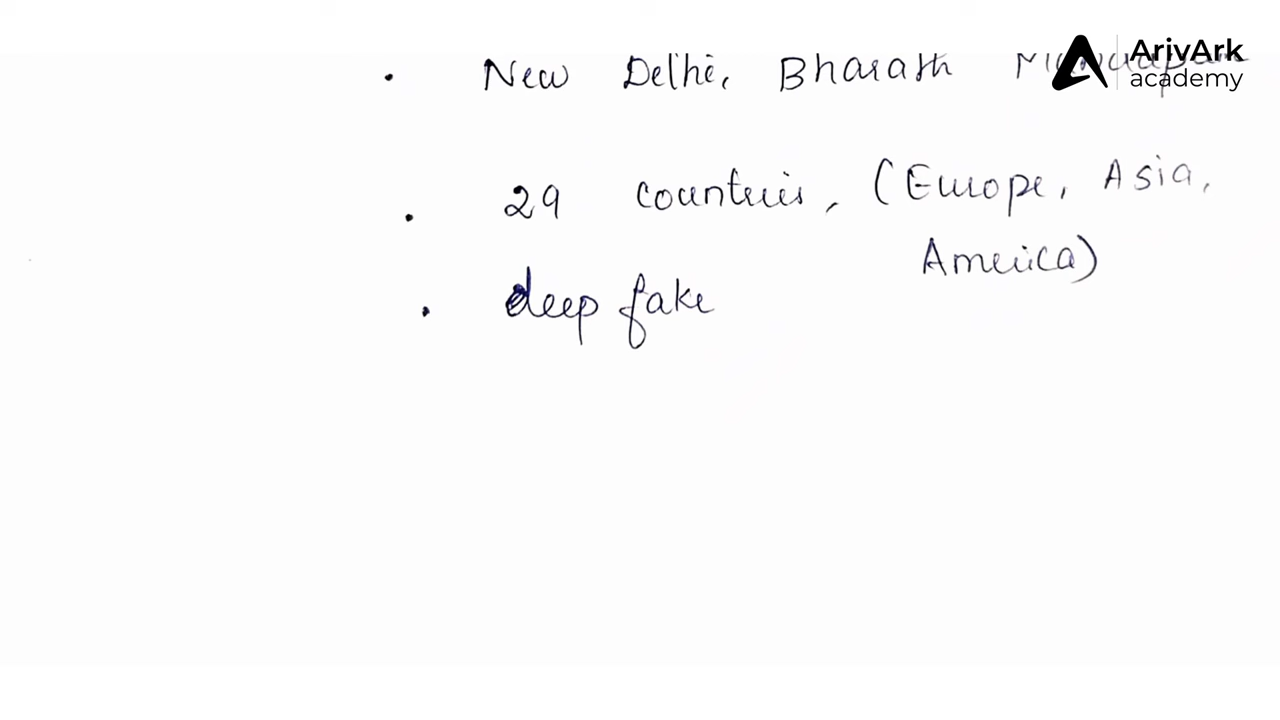 ArivArk
academy
• New Delhi, Bharath
• 29 countries, (Europe, Asia,
America)
• deep fake